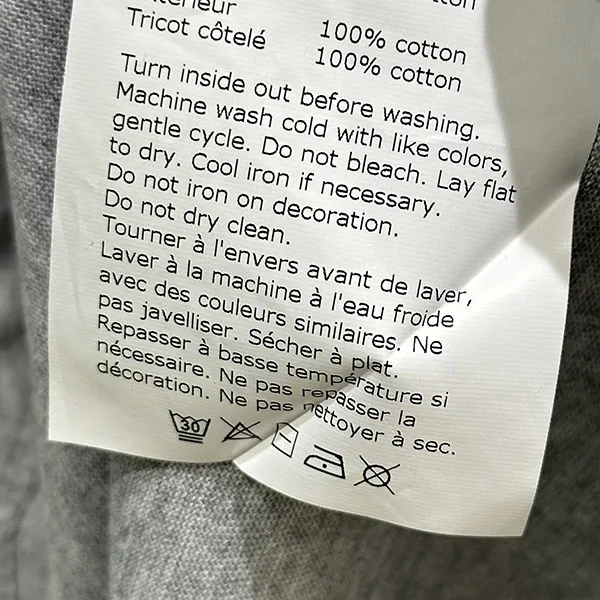 100% cotton
Tricot côtelé 100% cotton
Turn inside out before washing.
Machine wash cold with like colors,
gentle cycle. Do not bleach. Lay flat
to dry. Cool iron if necessary.
Do not iron on decoration.
Do not dry clean.
Tourner à l'envers avant de laver,
Laver à la machine à l'eau froide
avec des couleurs similaires. Ne
pas javelliser. Sécher à plat.
Repasser à basse température si
nécessaire. Ne pas repasser la
décoration. Ne pas nettoyer à sec.
30